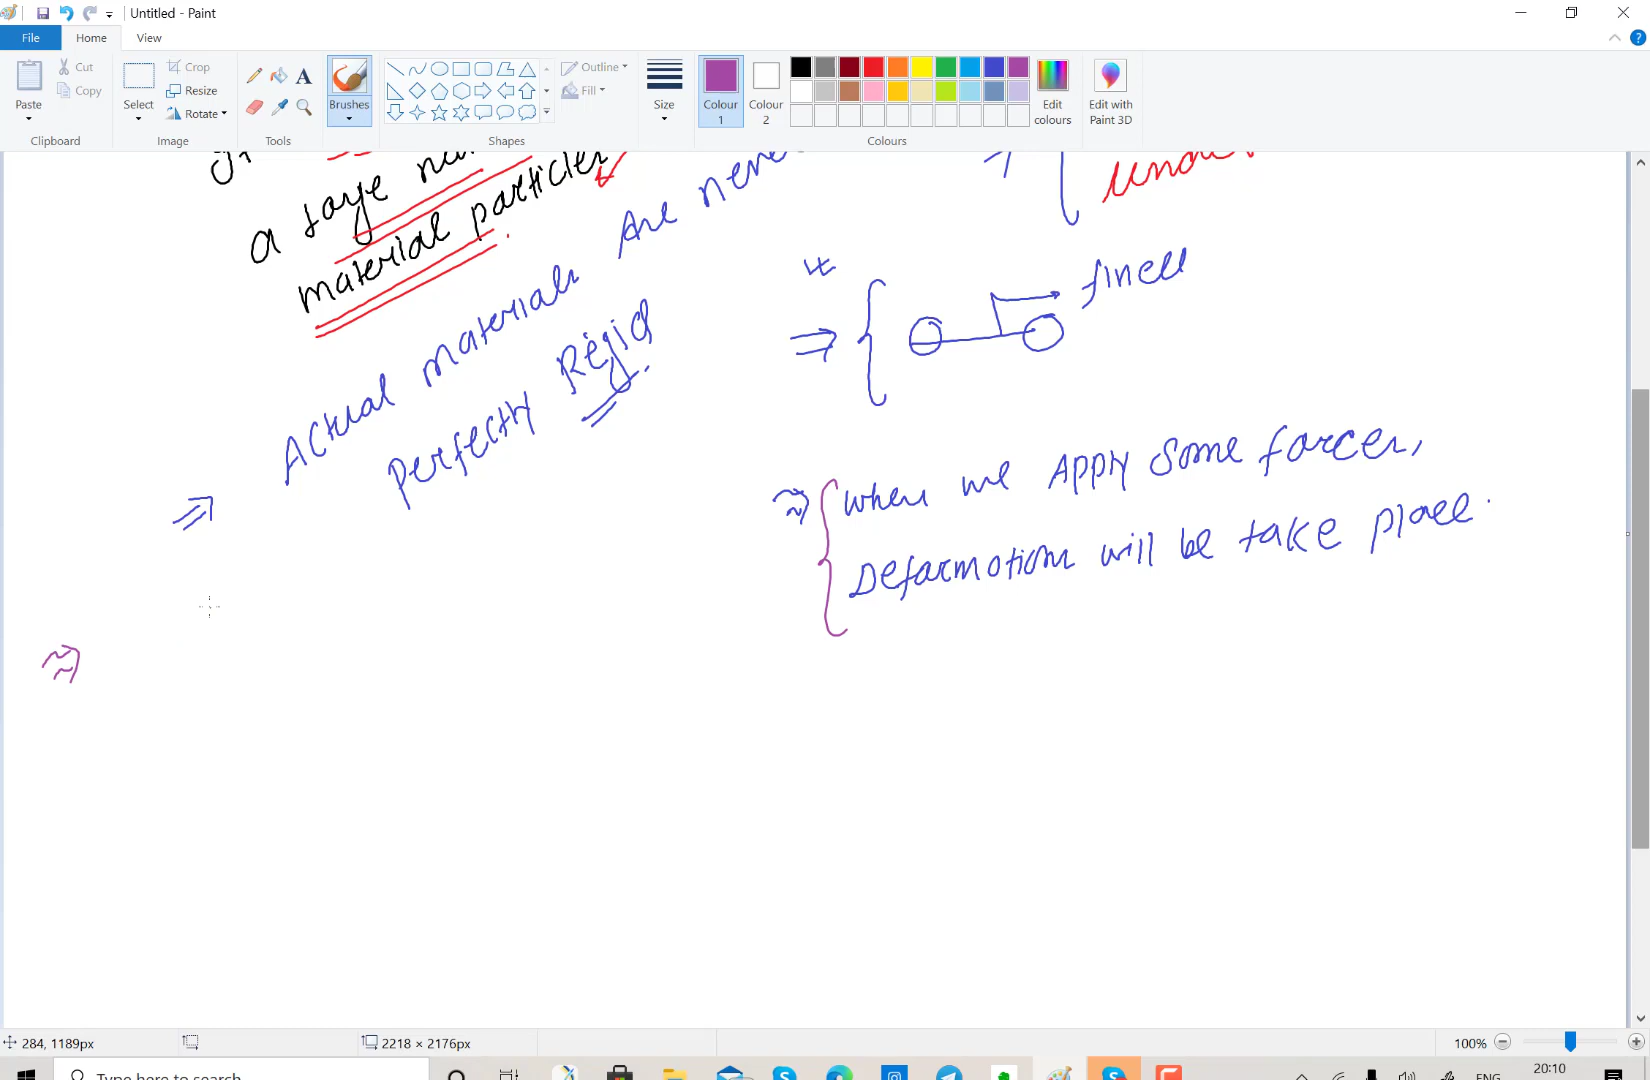 Untitled - Paint
File
Home
View
Paste
Cut
Copy
Clipboard
Select
Crop
Resize
Rotate
Image
Tools
Brushes
Shapes
Outline
Fill
Size
Colour
1
Colour
2
Edit
colours
Edit with
Paint 3D
Colours
a large
material particles
Actual materials Are
perfectly Regid
when we APPly some forces,
Deformation will be take place.
284, 1189px
2218 × 2176px
100%
Type here to search
ENG
20:10